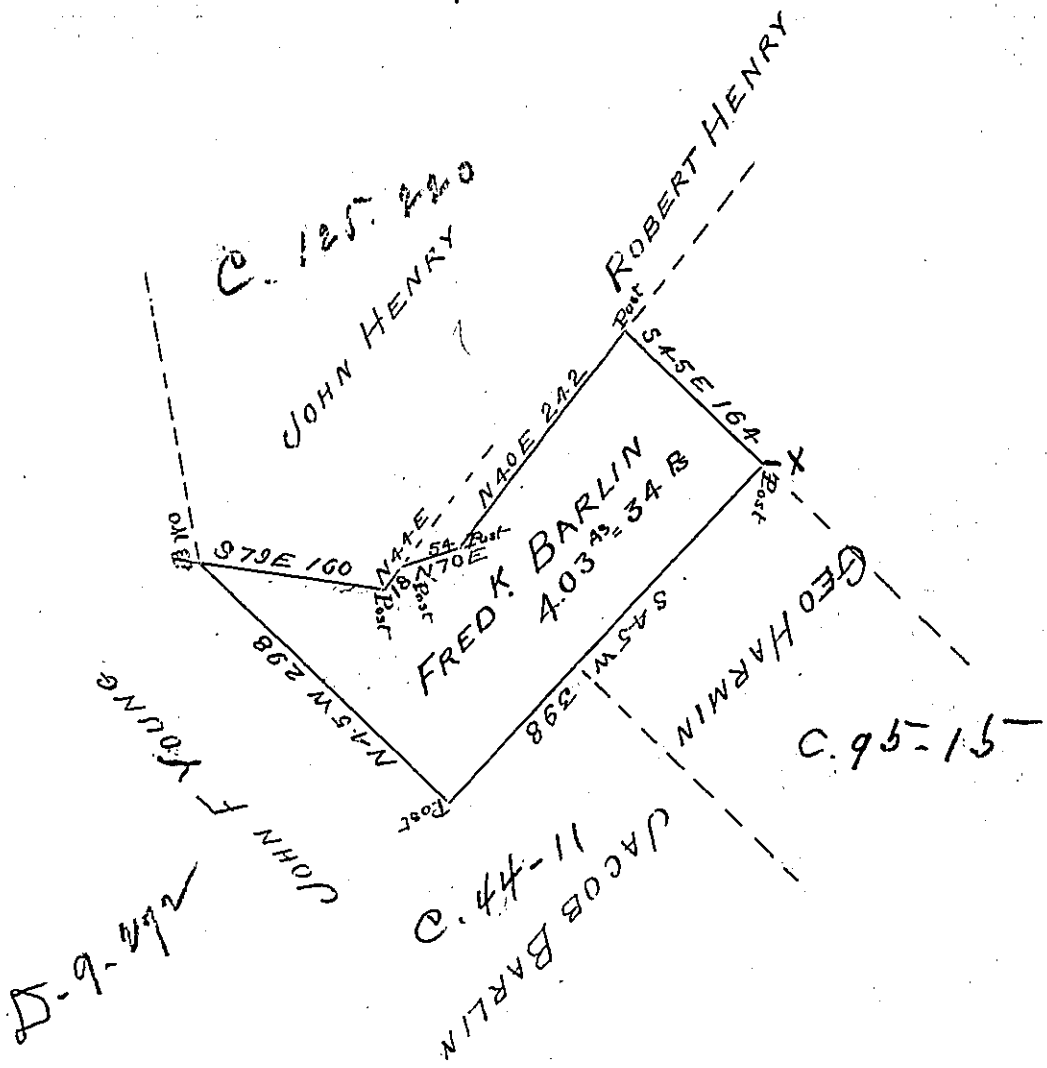 ROBERT HENRY
C. 125. 220
JOHN HENRY
Post
S45E 164
N40E 242
X
Post
S79E 160
N44E
18
54 Post
N70E
Post
Post
FRED K. BARLIN
4.03 As = 34 Ps
GEO HARMIN
S45W
398
N45W 298
C. 95-15
Post
JOHN F YOUNG
C. 44-11
JACOB BARLIN